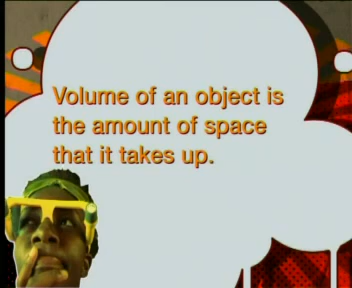 Volume of an object is
the amount of space
that it takes up.